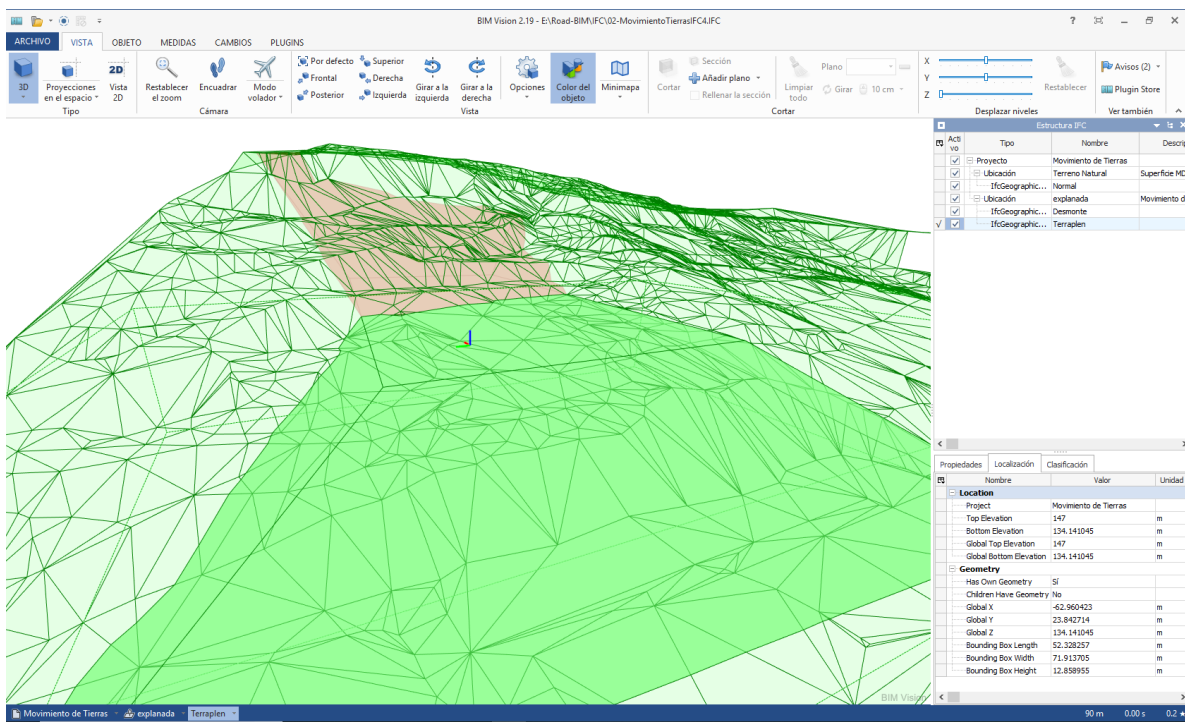 BIM Vision 2.19 - E:\Road-BIM\IFC\02-MovimientoTierrasIFC4.IFC
ARCHIVO VISTA OBJETO MEDIDAS CAMBIOS PLUGINS
3D
Proyecciones en el espacio
2D
Vista 2D
Tipo
Restablecer el zoom
Encuadrar
Modo volador
Cámara
Por defecto
Frontal
Posterior
Superior
Derecha
Izquierda
Girar a la izquierda
Girar a la derecha
Vista
Opciones
Color del objeto
Minimapa
Cortar
Sección
Añadir plano
Rellenar la sección
Limpiar todo
Plano
Girar 10 cm
Cortar
X
Y
Z
Restablecer
Desplazar niveles
Avisos (2)
Plugin Store
Ver también
Estructura IFC
Activo Tipo Nombre Descrip
Proyecto Movimiento de Tierras
Ubicación Terreno Natural Superficie MD
IfcGeographic... Normal
Ubicación explanada Movimiento d
IfcGeographic... Desmonte
√ IfcGeographic... Terraplen
Propiedades Localización Clasificación
Nombre Valor Unidad
Location
Project Movimiento de Tierras
Top Elevation 147 m
Bottom Elevation 134.141045 m
Global Top Elevation 147 m
Global Bottom Elevation 134.141045 m
Geometry
Has Own Geometry Sí
Children Have Geometry No
Global X -62.960423 m
Global Y 23.842714 m
Global Z 134.141045 m
Bounding Box Length 52.328257 m
Bounding Box Width 71.913705 m
Bounding Box Height 12.858955 m
BIM Vision
Movimiento de Tierras explanada Terraplen
90 m 0.00 s 0.2